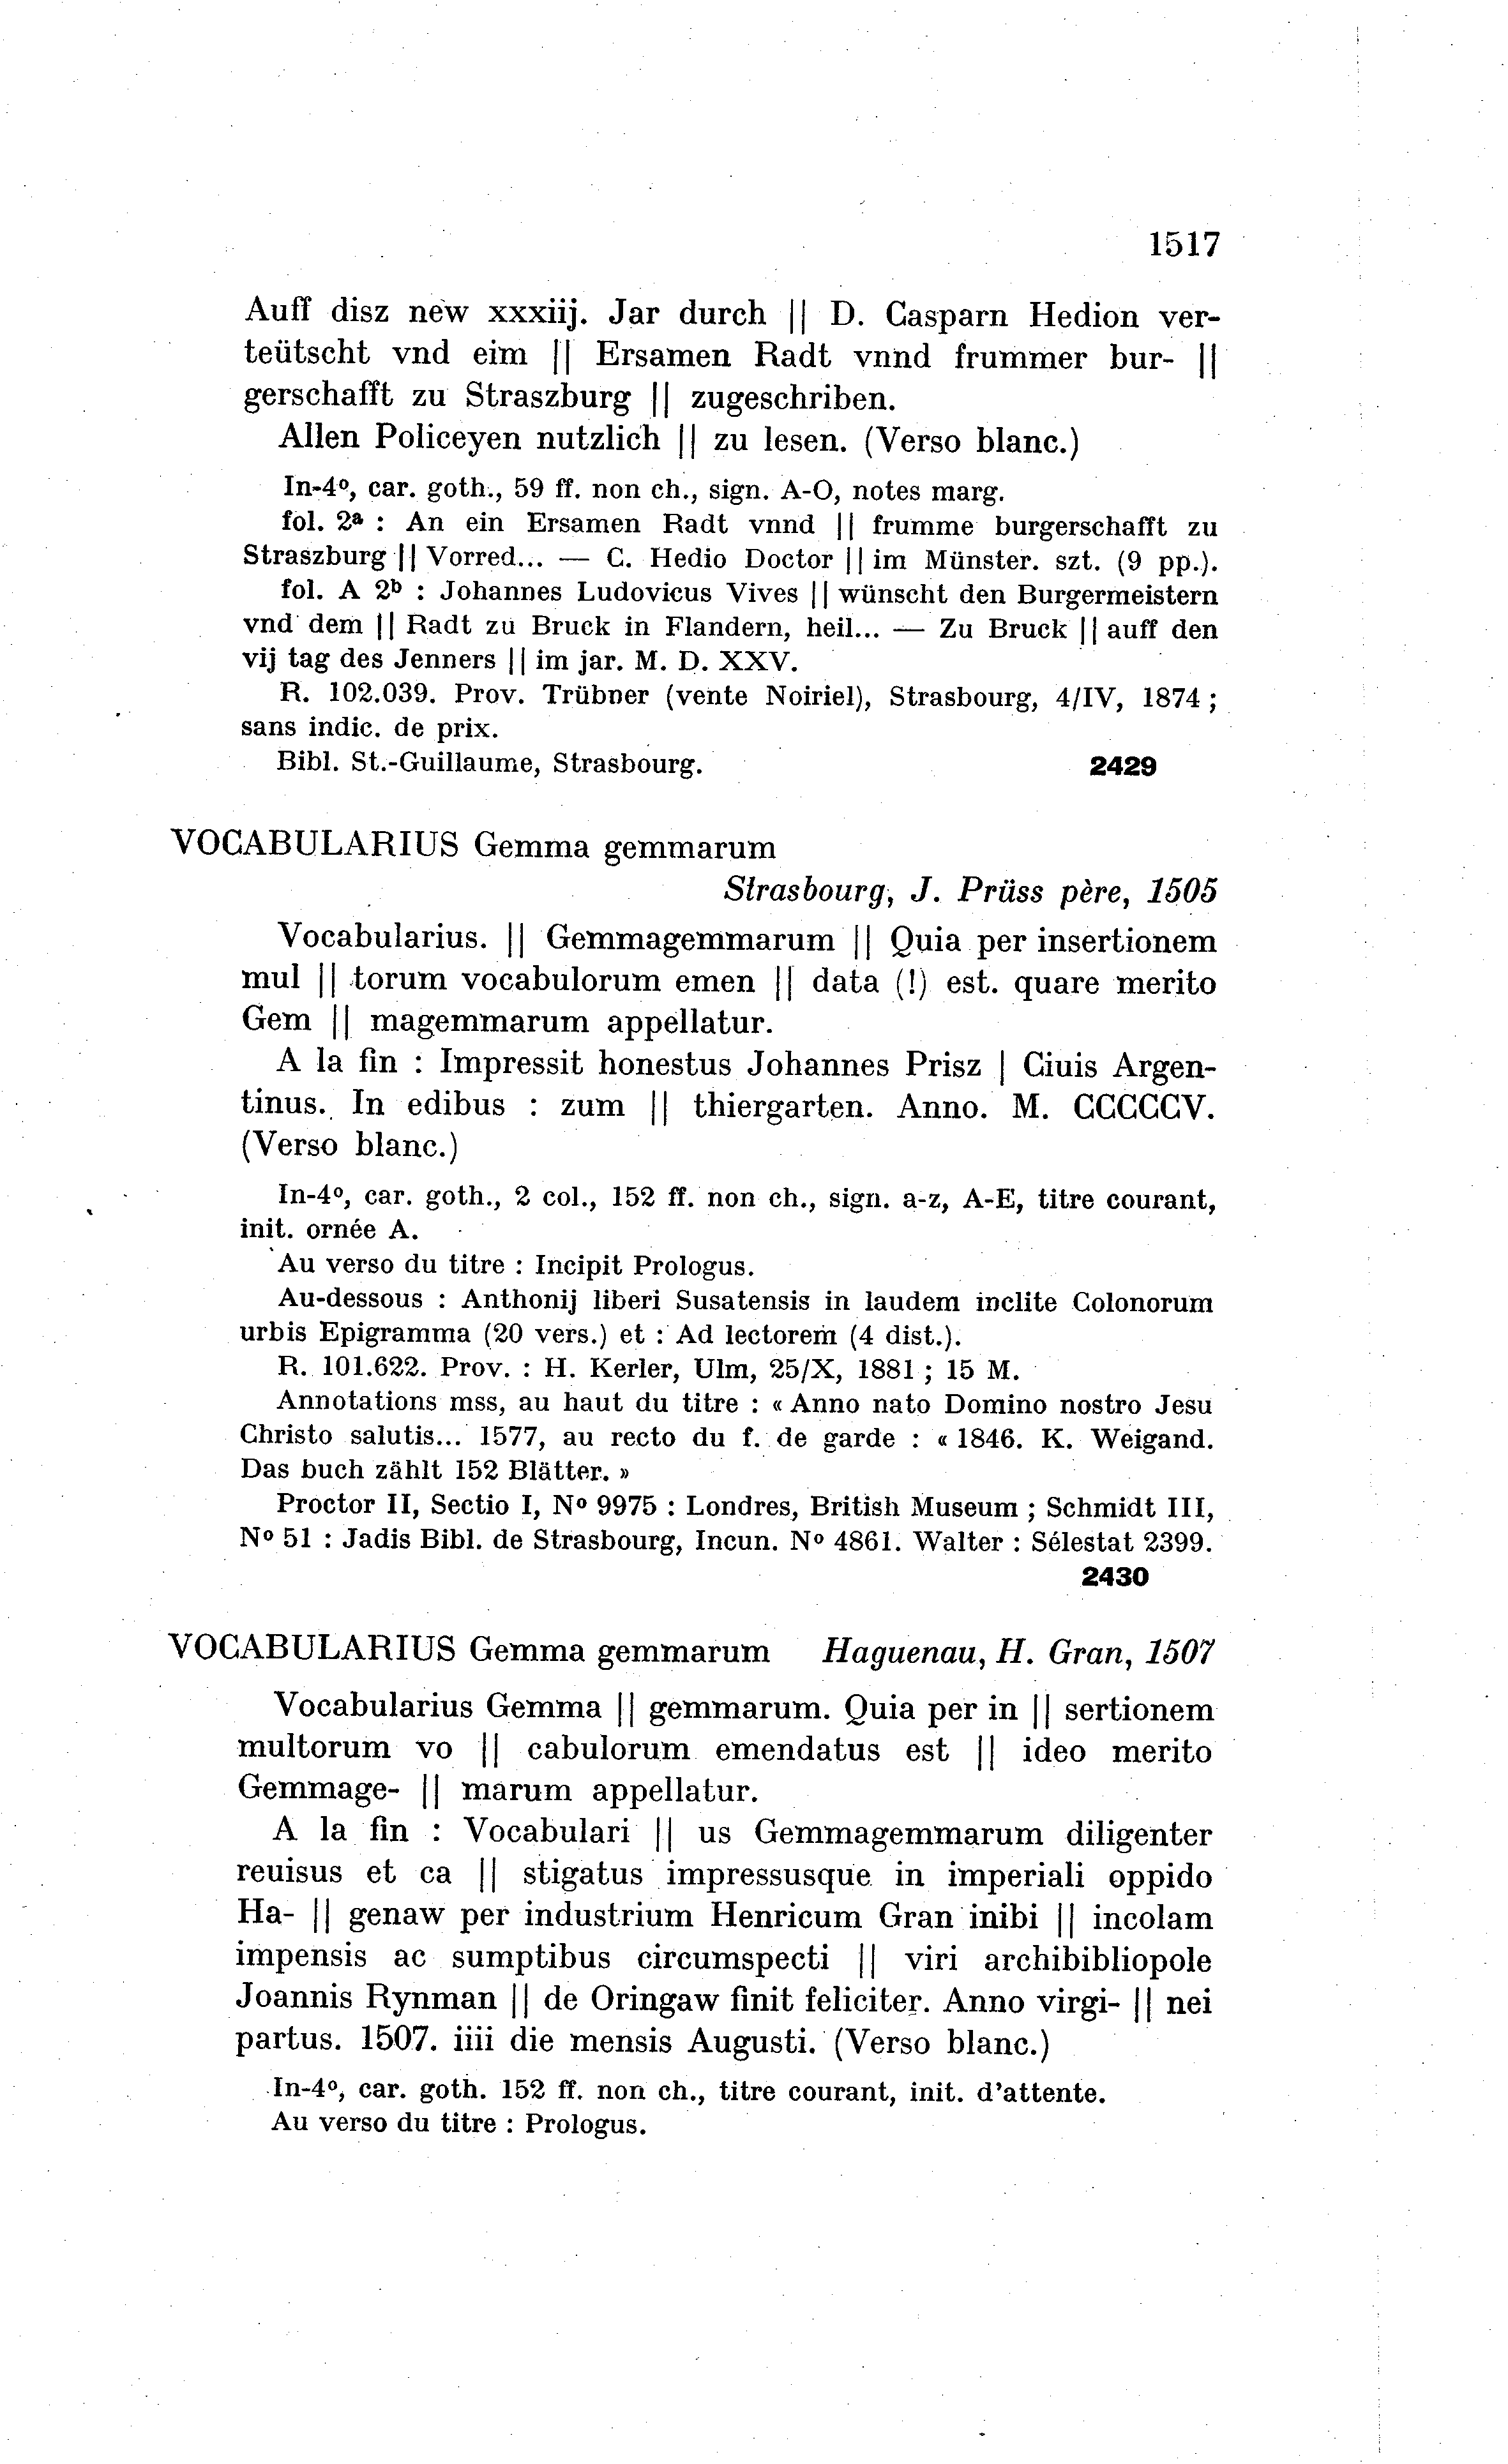 1517
Auff disz new xxxiij. Jar durch || D. Casparn Hedion ver-
teütscht vnd eim || Ersamen Radt vnnd frummer bur- ||
gerschafft zu Straszburg || zugeschriben.
Allen Policeyen nutzlich || zu lesen. (Verso blanc.)
In-4º, car. goth., 59 ff. non ch., sign. A-O, notes marg.
fol. 2ª : An ein Ersamen Radt vnnd || frumme burgerschafft zu
Straszburg || Vorred... — C. Hedio Doctor || im Münster. szt. (9 pp.).
fol. A 2ᵇ : Johannes Ludovicus Vives || wünscht den Burgermeistern
vnd dem || Radt zu Bruck in Flandern, heil... — Zu Bruck || auff den
vij tag des Jenners || im jar. M. D. XXV.
R. 102.039. Prov. Trübner (vente Noiriel), Strasbourg, 4/IV, 1874 ;
sans indic. de prix.
Bibl. St.-Guillaume, Strasbourg. 2429
VOCABULARIUS Gemma gemmarum
Strasbourg, J. Prüss père, 1505
Vocabularius. || Gemmagemmarum || Quia per insertionem
mul || torum vocabulorum emen || data (!) est. quare merito
Gem || magemmarum appellatur.
A la fin : Impressit honestus Johannes Prisz | Ciuis Argen-
tinus. In edibus : zum || thiergarten. Anno. M. CCCCCV.
(Verso blanc.)
In-4º, car. goth., 2 col., 152 ff. non ch., sign. a-z, A-E, titre courant,
init. ornée A.
Au verso du titre : Incipit Prologus.
Au-dessous : Anthonij liberi Susatensis in laudem inclite Colonorum
urbis Epigramma (20 vers.) et : Ad lectorem (4 dist.).
R. 101.622. Prov. : H. Kerler, Ulm, 25/X, 1881 ; 15 M.
Annotations mss, au haut du titre : « Anno nato Domino nostro Jesu
Christo salutis... 1577, au recto du f. de garde : « 1846. K. Weigand.
Das buch zählt 152 Blätter. »
Proctor II, Sectio I, Nº 9975 : Londres, British Museum ; Schmidt III,
Nº 51 : Jadis Bibl. de Strasbourg, Incun. Nº 4861. Walter : Sélestat 2399.
2430
VOCABULARIUS Gemma gemmarum Haguenau, H. Gran, 1507
Vocabularius Gemma || gemmarum. Quia per in || sertionem
multorum vo || cabulorum emendatus est || ideo merito
Gemmage- || marum appellatur.
A la fin : Vocabulari || us Gemmagemmarum diligenter
reuisus et ca || stigatus impressusque in imperiali oppido
Ha- || genaw per industrium Henricum Gran inibi || incolam
impensis ac sumptibus circumspecti || viri archibibliopole
Joannis Rynman || de Oringaw finit feliciter. Anno virgi- || nei
partus. 1507. iiii die mensis Augusti. (Verso blanc.)
In-4º, car. goth. 152 ff. non ch., titre courant, init. d'attente.
Au verso du titre : Prologus.